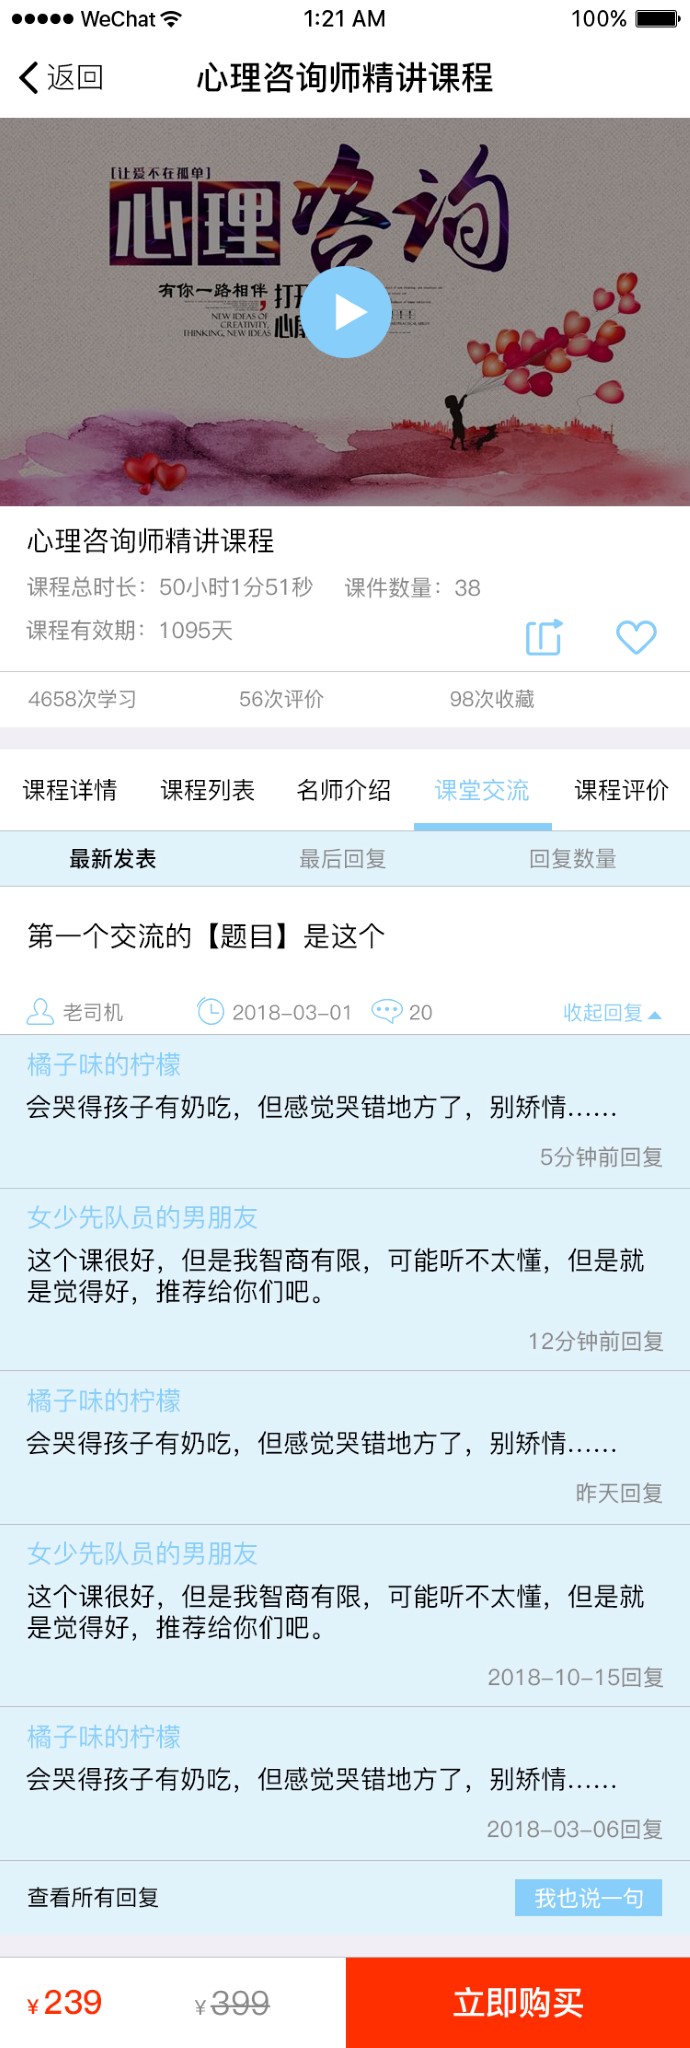 WeChat 1:21 AM 100%
返回 心理咨询师精讲课程
[让爱不在孤单]
心理咨询
有你一路相伴
NEW IDEAS OF
CREATIVITY,
THINKING, NEW IDEAS
心理咨询师精讲课程
课程总时长：50小时1分51秒 课件数量：38
课程有效期：1095天
4658次学习 56次评价 98次收藏
课程详情 课程列表 名师介绍 课堂交流 课程评价
最新发表 最后回复 回复数量
第一个交流的【题目】是这个
老司机 2018-03-01 20 收起回复
橘子味的柠檬
会哭得孩子有奶吃，但感觉哭错地方了，别矫情……
5分钟前回复
女少先队员的男朋友
这个课很好，但是我智商有限，可能听不太懂，但是就
是觉得好，推荐给你们吧。
12分钟前回复
橘子味的柠檬
会哭得孩子有奶吃，但感觉哭错地方了，别矫情……
昨天回复
女少先队员的男朋友
这个课很好，但是我智商有限，可能听不太懂，但是就
是觉得好，推荐给你们吧。
2018-10-15回复
橘子味的柠檬
会哭得孩子有奶吃，但感觉哭错地方了，别矫情……
2018-03-06回复
查看所有回复 我也说一句
¥239 ¥399 立即购买